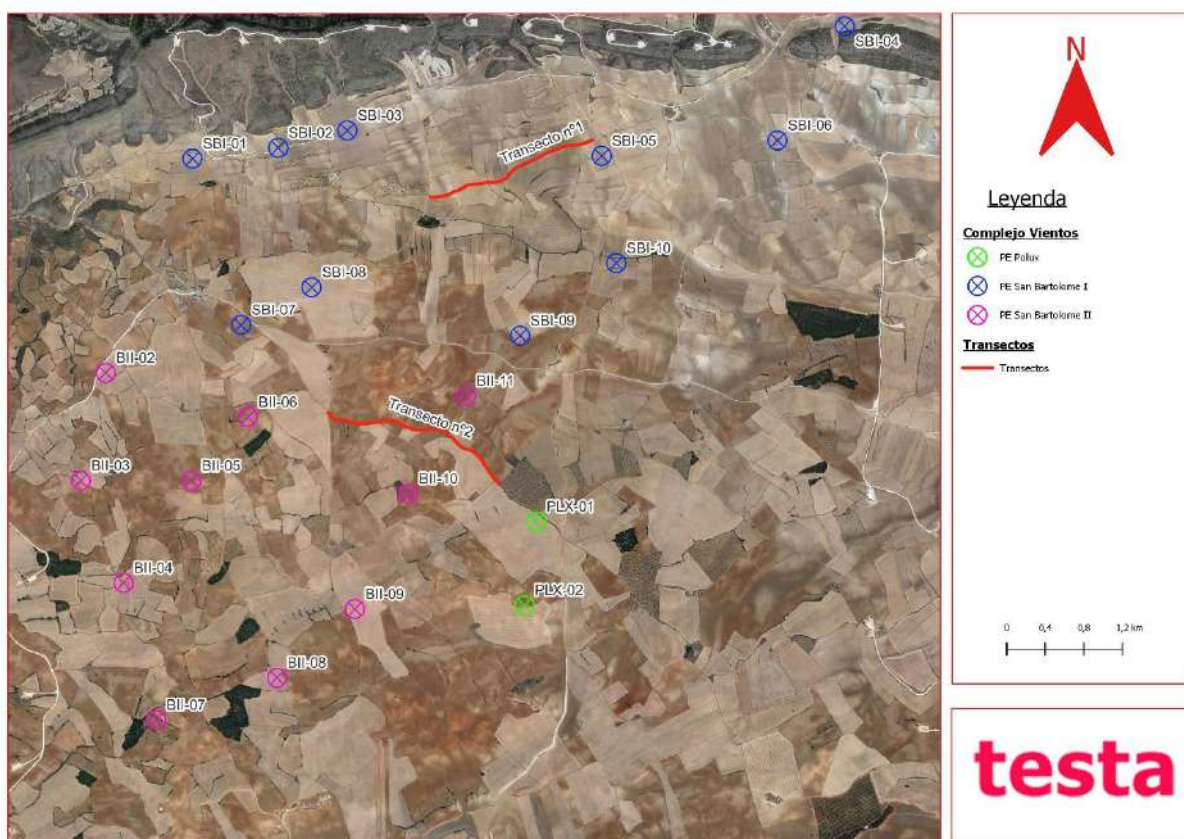 SBI-04
SBI-03
SBI-02
SBI-01
Transecto nº1
SBI-05
SBI-06
SBI-10
SBI-08
SBI-07
SBI-09
BII-02
BII-11
BII-06
Transecto nº2
BII-03
BII-05
BII-10
PLX-01
BII-04
BII-09
PLX-02
BII-08
BII-07
N
Leyenda
Complejo Vientos
PE Polux
PE San Bartolome I
PE San Bartolome II
Transectos
Transectos
0 0,4 0,8 1,2 km
testa